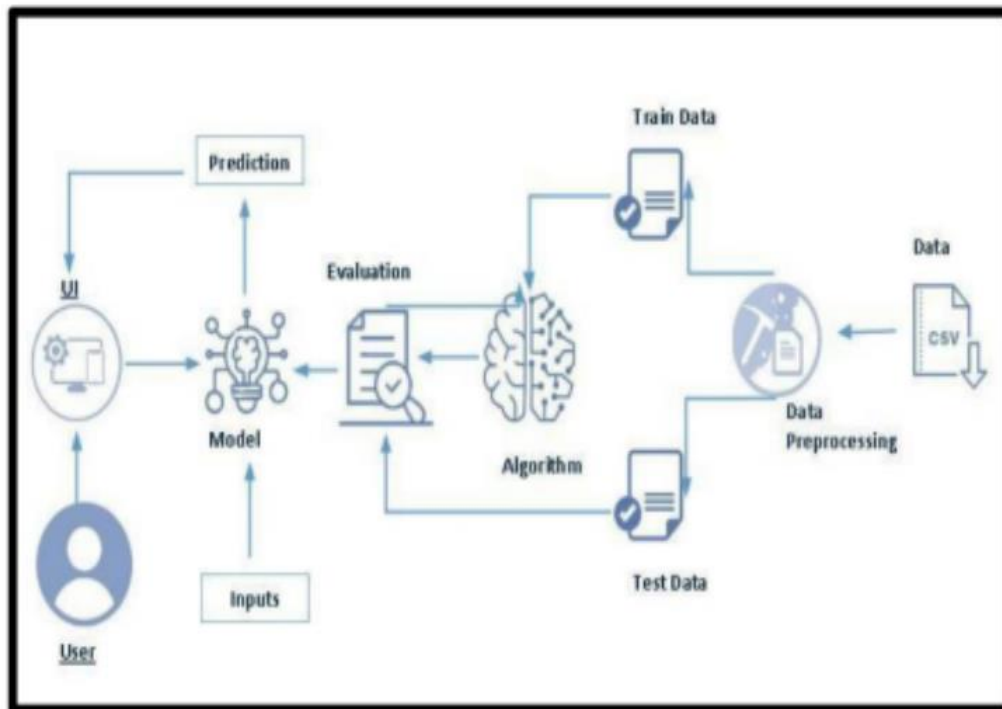 Train Data
Prediction
Data
Evaluation
UI
CSV
Model
Data
Preprocessing
Algorithm
Test Data
Inputs
User